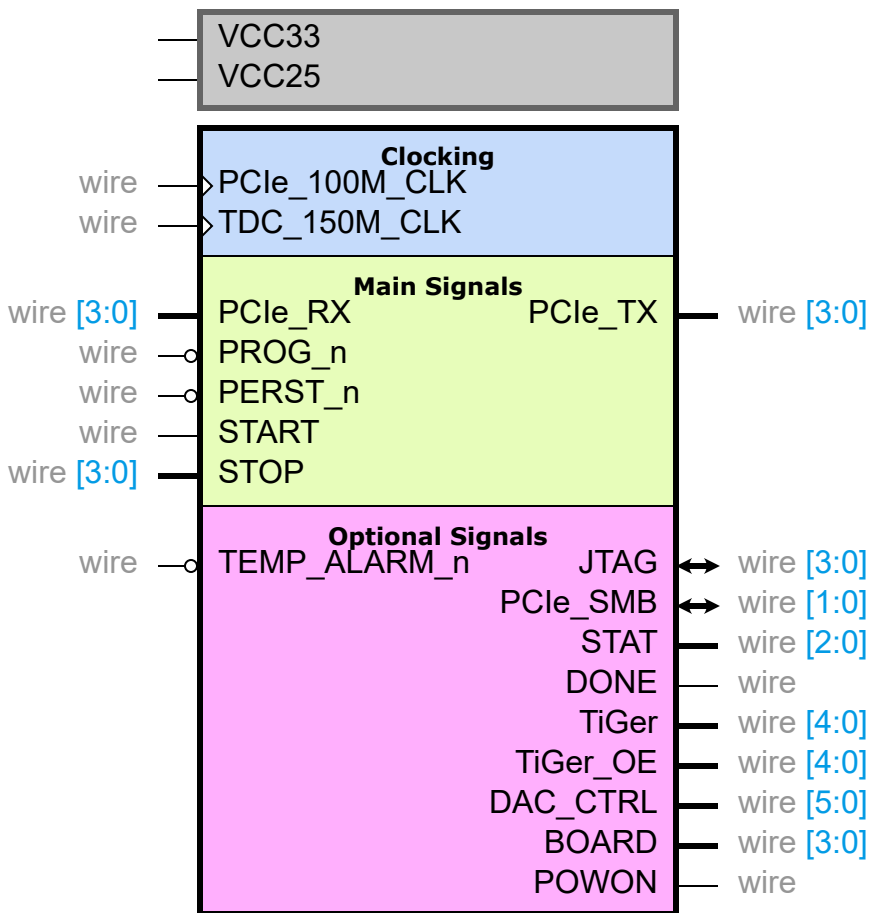 VCC33
VCC25
Clocking
wire PCIe_100M_CLK
wire TDC_150M_CLK
Main Signals
wire [3:0] PCIe_RX PCIe_TX wire [3:0]
wire PROG_n
wire PERST_n
wire START
wire [3:0] STOP
Optional Signals
wire TEMP_ALARM_n JTAG wire [3:0]
PCIe_SMB wire [1:0]
STAT wire [2:0]
DONE wire
TiGer wire [4:0]
TiGer_OE wire [4:0]
DAC_CTRL wire [5:0]
BOARD wire [3:0]
POWON wire